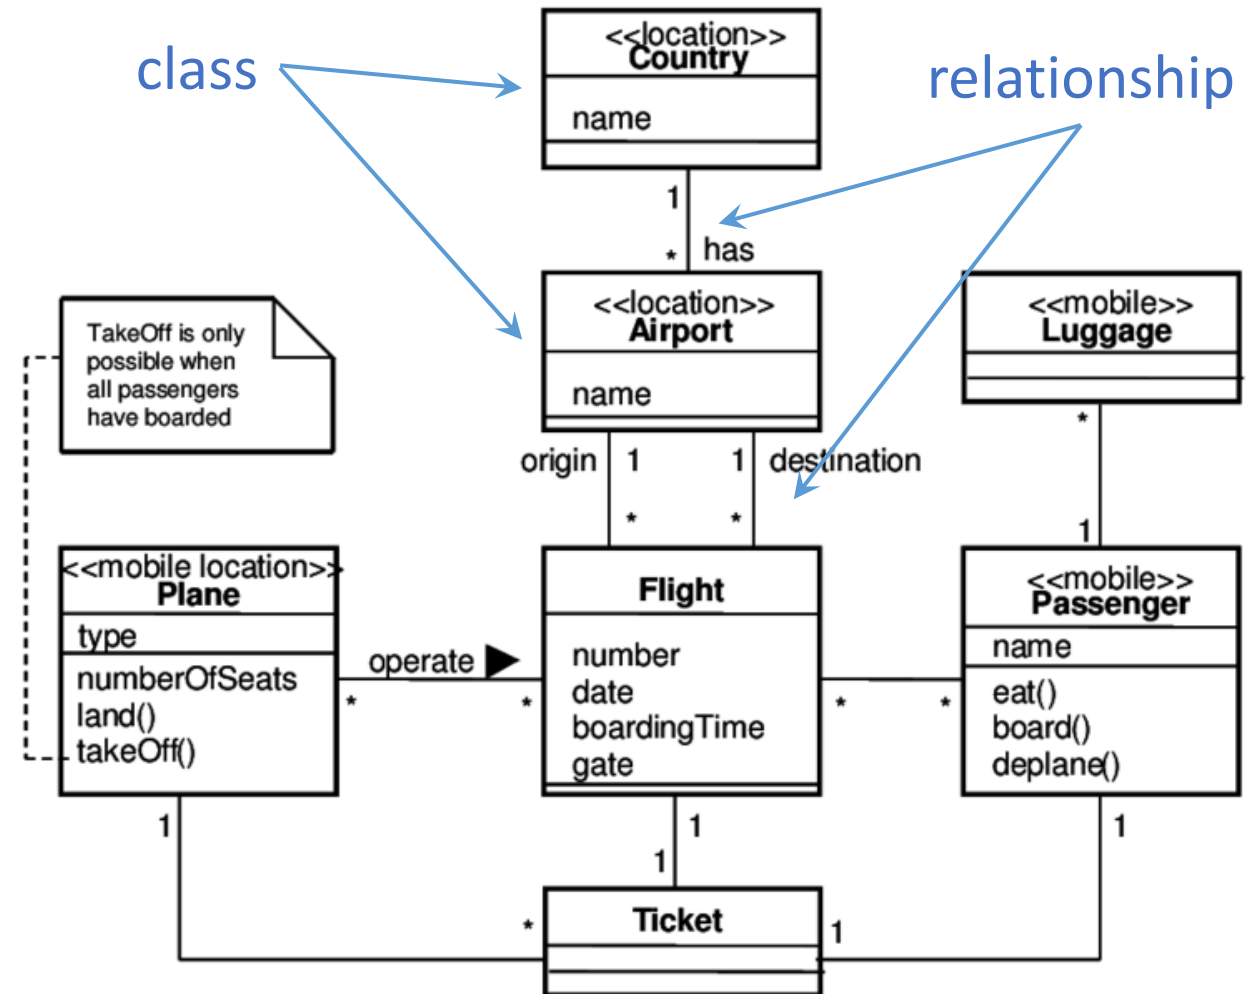 class
relationship
<<location>>
Country
name
1
* has
<<location>>
Airport
name
TakeOff is only
possible when
all passengers
have boarded
<<mobile>>
Luggage
origin 1
1 destination
*
*
*
1
<<mobile location>>
Plane
type
numberOfSeats
land()
takeOff()
operate
*
*
Flight
number
date
boardingTime
gate
*
*
<<mobile>>
Passenger
name
eat()
board()
deplane()
1
1
1
1
*
Ticket
1